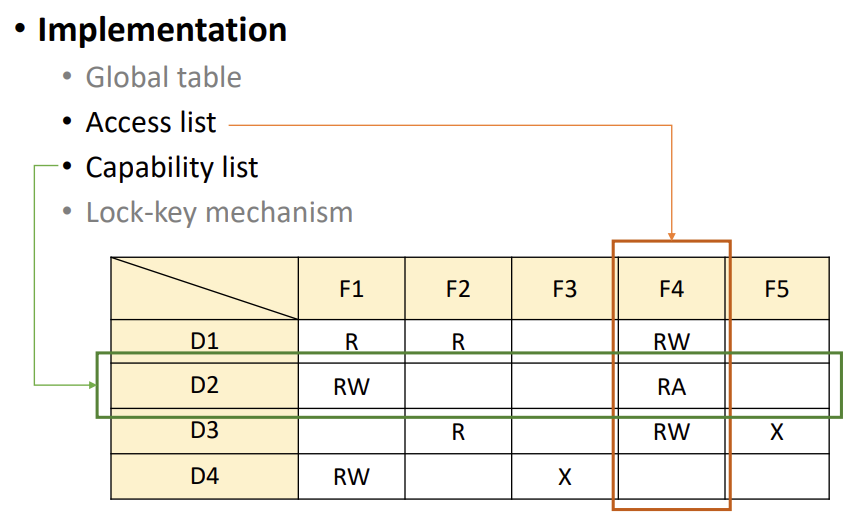 • Implementation
• Global table
• Access list
• Capability list
• Lock-key mechanism
F1 F2 F3 F4 F5
D1 R R RW
D2 RW RA
D3 R RW X
D4 RW X